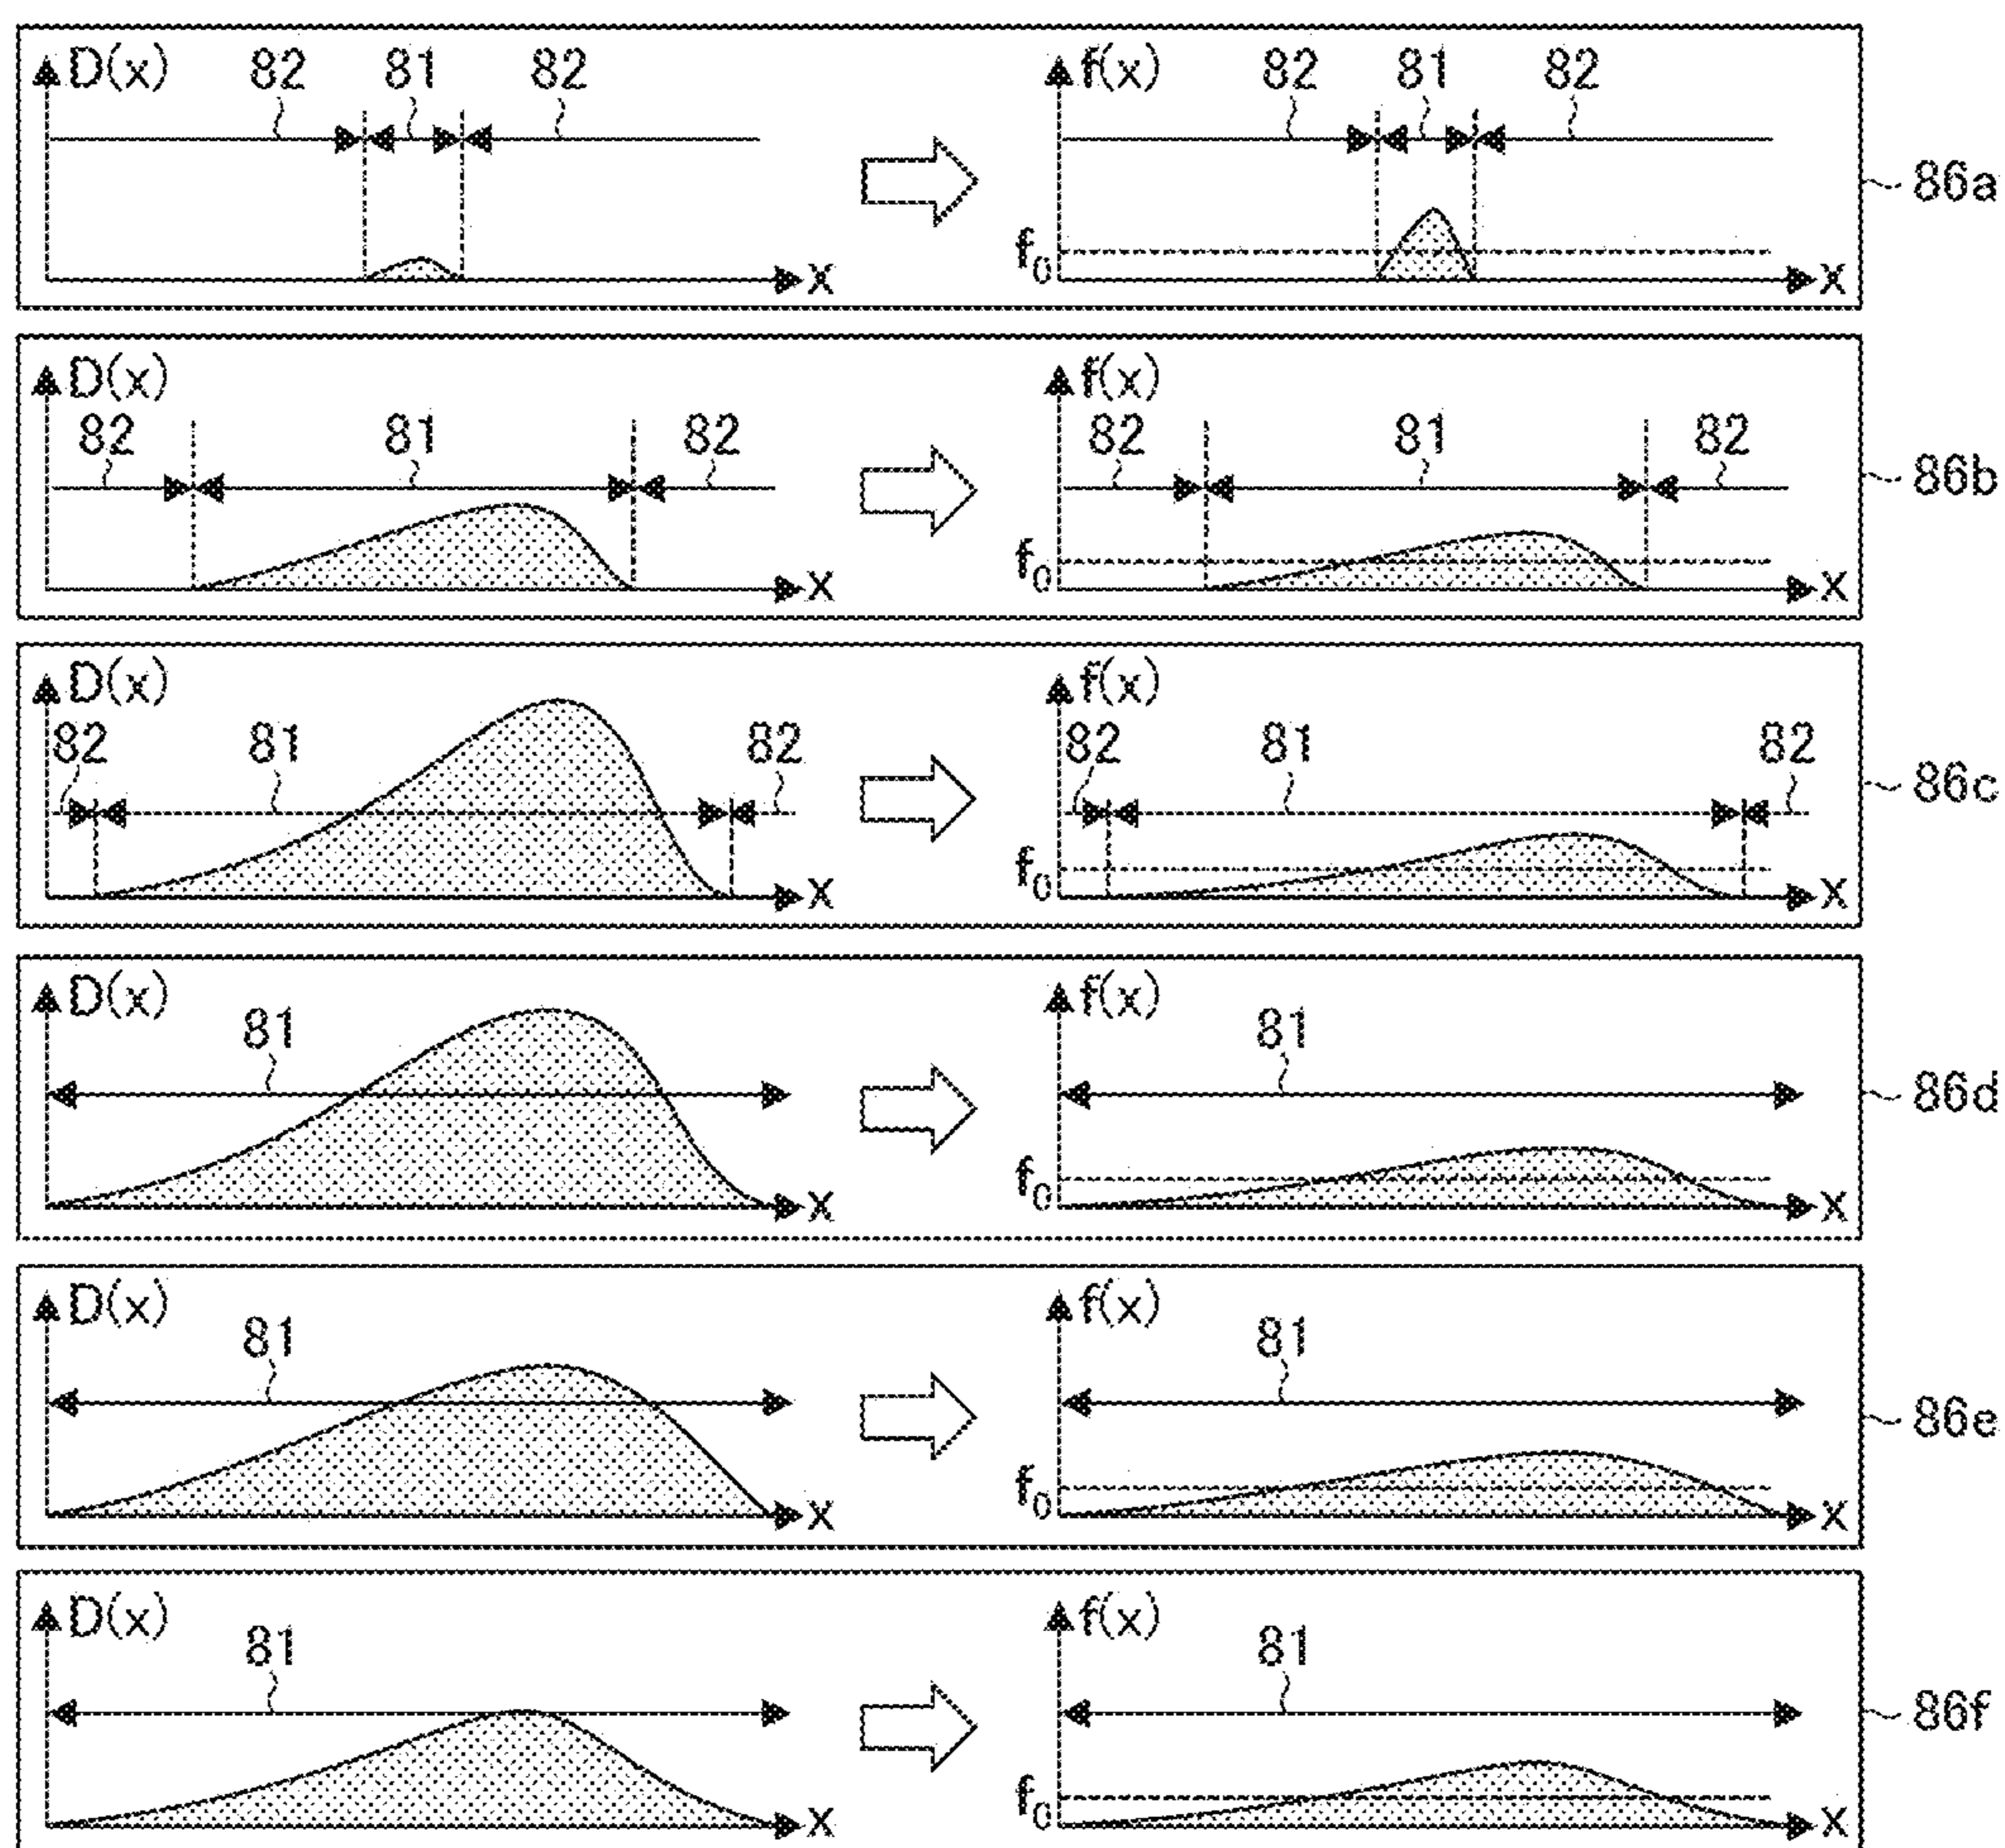 D(x) 82 81 82 f(x) 82 81 82
86a
f0
X X
D(x) f(x)
82 81 82 82 81 82
86b
f0
X X
D(x) f(x)
82 81 82 82 81 82
86c
f0
X X
D(x) f(x)
81 81
86d
f0
X X
D(x) f(x)
81 81
86e
f0
X X
D(x) f(x)
81 81
86f
f0
X X